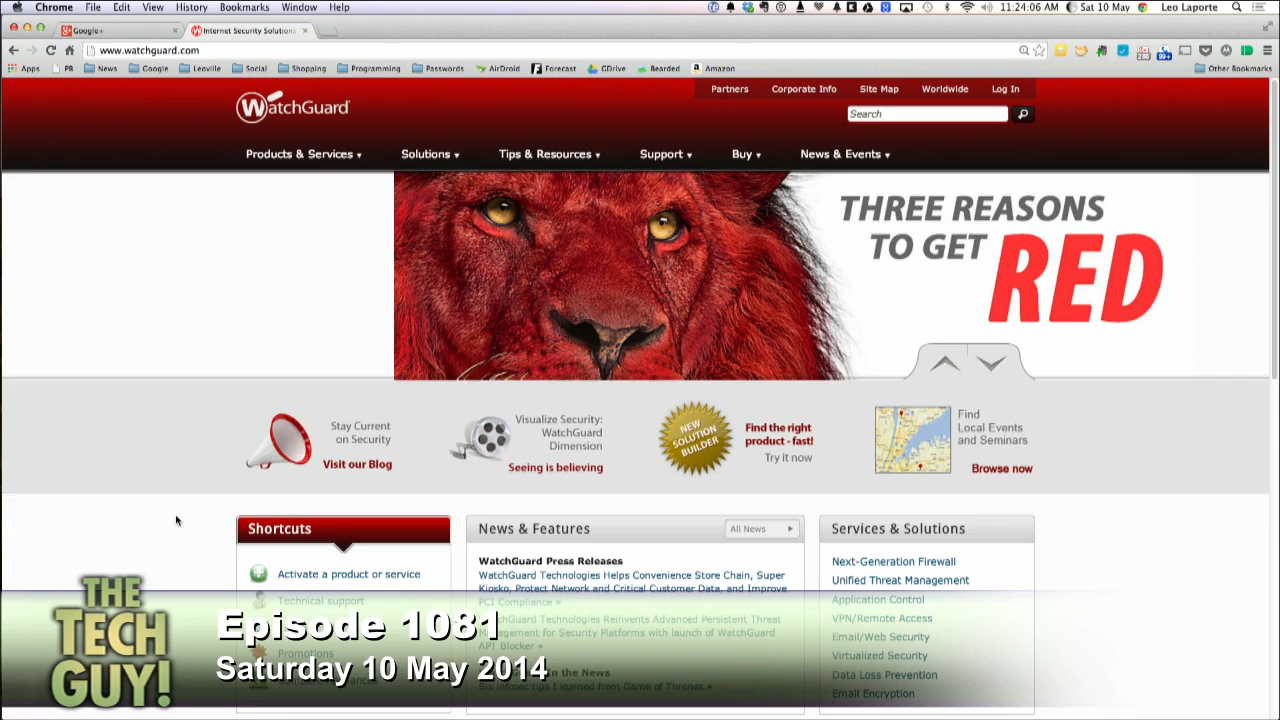 Chrome File Edit View History Bookmarks Window Help 11:24:06 AM Sat 10 May Leo Laporte
Google+ Internet Security Solutions
www.watchguard.com
Apps PB News Google Leoville Social Shopping Programming Passwords AirDroid Forecast GDrive Bearded Amazon Other Bookmarks
Partners Corporate Info Site Map Worldwide Log In
WatchGuard
Search
Products & Services Solutions Tips & Resources Support Buy News & Events
THREE REASONS
TO GET RED
Stay Current
on Security
Visit our Blog
Visualize Security:
WatchGuard
Dimension
Seeing is believing
NEW
SOLUTION
BUILDER
Find the right
product - fast!
Try it now
Find
Local Events
and Seminars
Browse now
Shortcuts
Activate a product or service
Technical support
Promotions
News & Features
All News
WatchGuard Press Releases
WatchGuard Technologies Helps Convenience Store Chain, Super
Kiosko, Protect Network and Critical Customer Data, and Improve
PCI Compliance »
Guard Technologies Reinvents Advanced Persistent Threat
Management for Security Platforms with launch of WatchGuard
APT Blocker »
in the News
Six infosec tips I learned from Game of Thrones »
Services & Solutions
Next-Generation Firewall
Unified Threat Management
Application Control
VPN/Remote Access
Email/Web Security
Virtualized Security
Data Loss Prevention
Email Encryption
THE
TECH
GUY!
Episode 1081
Saturday 10 May 2014